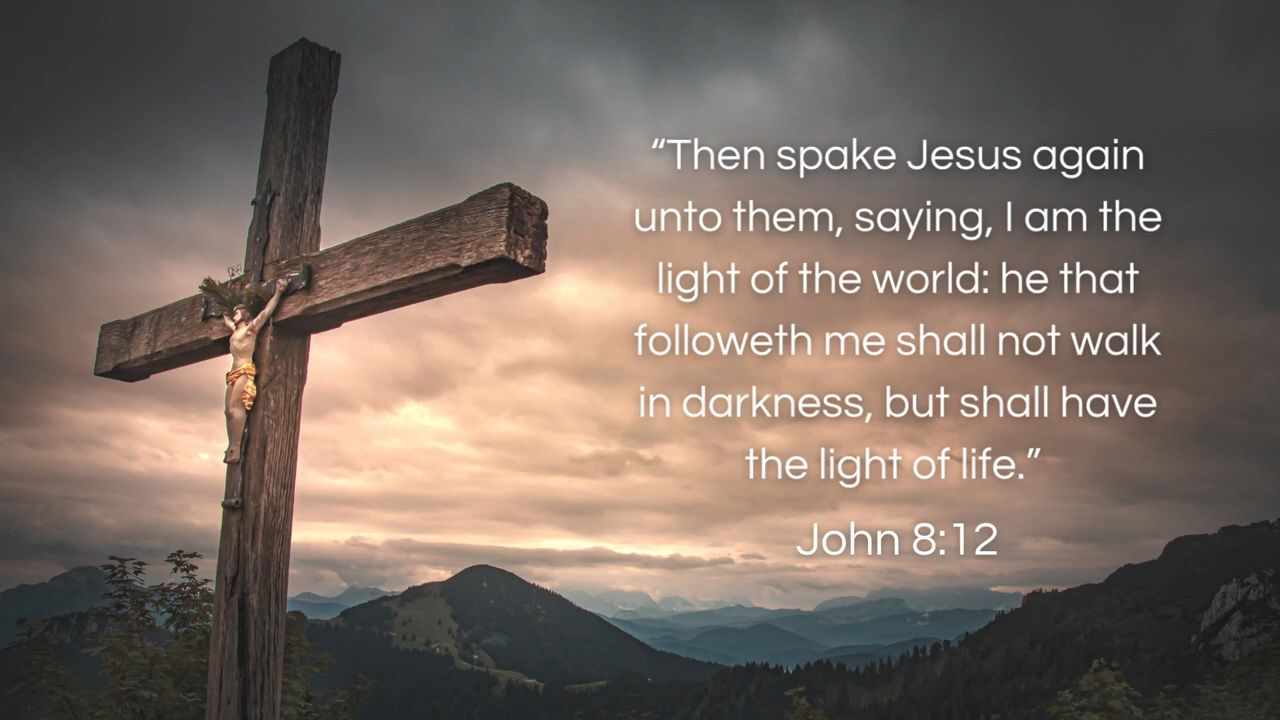 “Then spake Jesus again
unto them, saying, I am the
light of the world: he that
followeth me shall not walk
in darkness, but shall have
the light of life.”
John 8:12